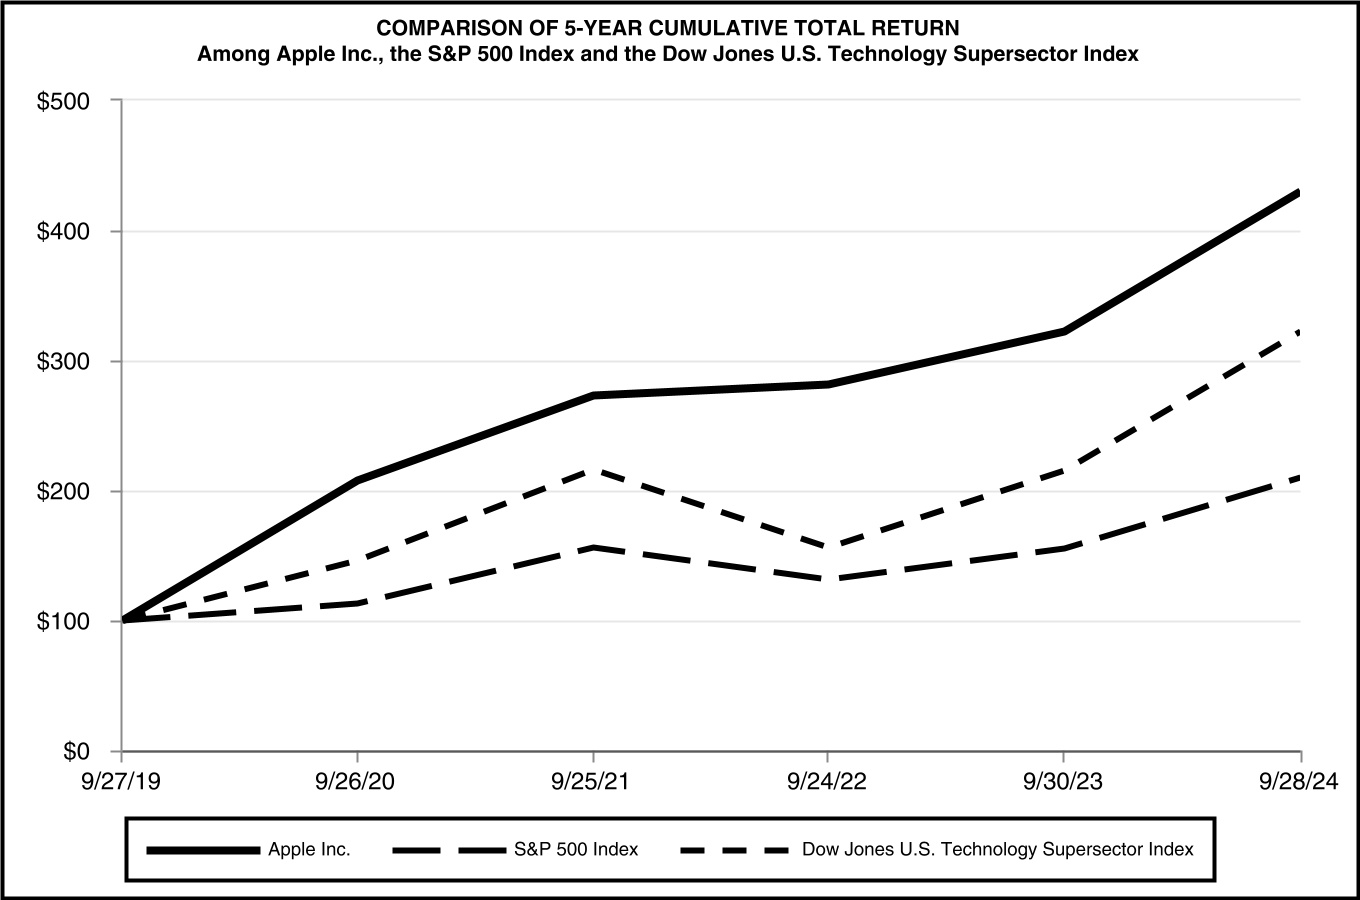 COMPARISON OF 5-YEAR CUMULATIVE TOTAL RETURN
Among Apple Inc., the S&P 500 Index and the Dow Jones U.S. Technology Supersector Index
$500
$400
$300
$200
$100
$0
9/27/19 9/26/20 9/25/21 9/24/22 9/30/23 9/28/24
Apple Inc. S&P 500 Index Dow Jones U.S. Technology Supersector Index